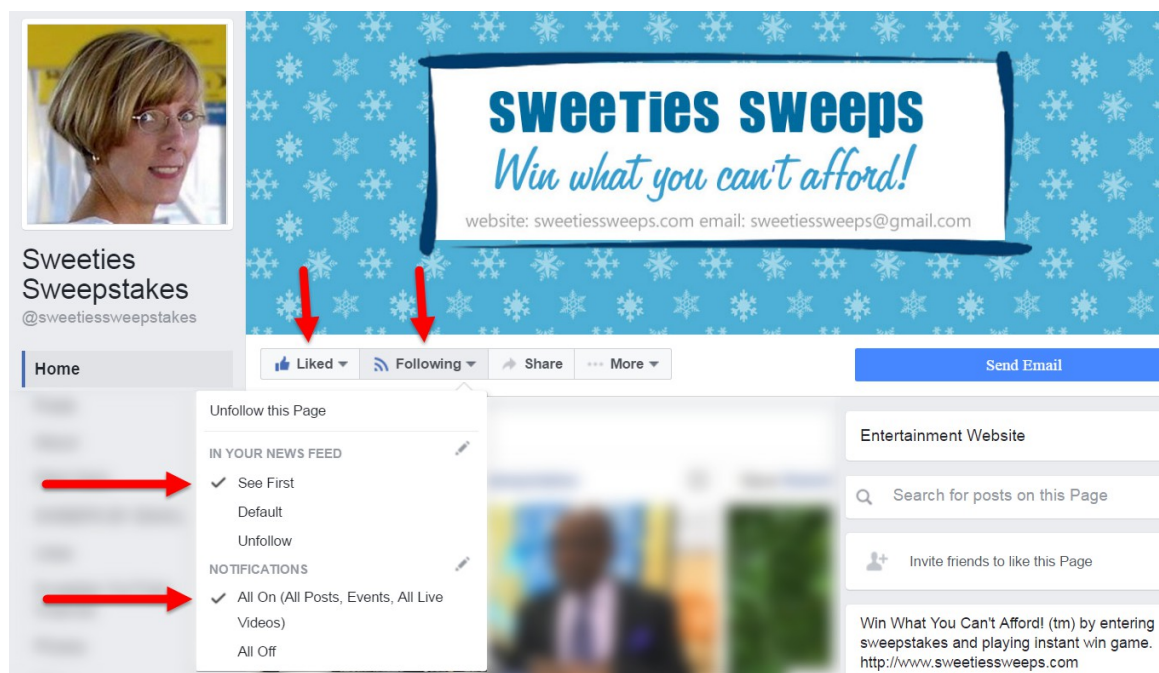 sweeties sweeps
Win what you can't afford!
website: sweetiessweeps.com email: sweetiessweeps@gmail.com
Sweeties
Sweepstakes
@sweetiessweepstakes
Home
Liked
Following
Share
More
Send Email
Unfollow this Page
IN YOUR NEWS FEED
See First
Default
Unfollow
NOTIFICATIONS
All On (All Posts, Events, All Live
Videos)
All Off
Entertainment Website
Search for posts on this Page
Invite friends to like this Page
Win What You Can't Afford! (tm) by entering
sweepstakes and playing instant win game.
http://www.sweetiessweeps.com